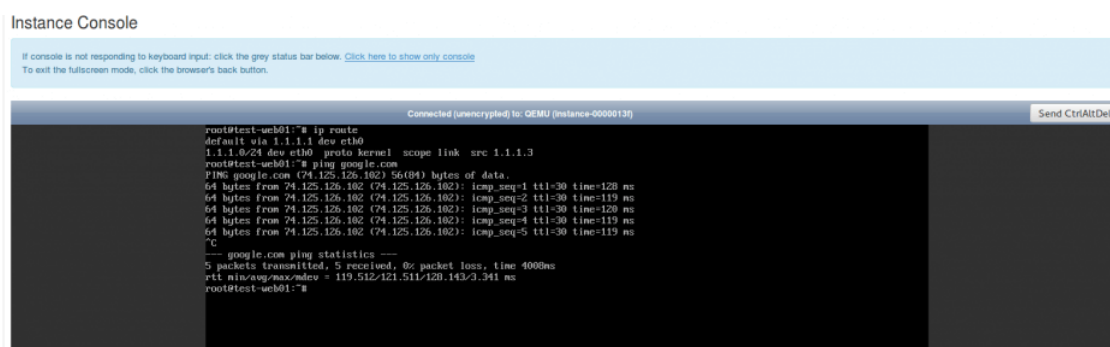 Instance Console
If console is not responding to keyboard input: click the grey status bar below. Click here to show only console
To exit the fullscreen mode, click the browser's back button.
Connected (unencrypted) to: QEMU (instance-0000013f)
Send CtrlAltDel
root@test-web01:~# ip route
default via 1.1.1.1 dev eth0
1.1.1.0/24 dev eth0  proto kernel  scope link  src 1.1.1.3
root@test-web01:~# ping google.com
PING google.com (74.125.126.102) 56(84) bytes of data.
64 bytes from 74.125.126.102 (74.125.126.102): icmp_seq=1 ttl=30 time=128 ms
64 bytes from 74.125.126.102 (74.125.126.102): icmp_seq=2 ttl=30 time=119 ms
64 bytes from 74.125.126.102 (74.125.126.102): icmp_seq=3 ttl=30 time=120 ms
64 bytes from 74.125.126.102 (74.125.126.102): icmp_seq=4 ttl=30 time=119 ms
64 bytes from 74.125.126.102 (74.125.126.102): icmp_seq=5 ttl=30 time=119 ms
^C
--- google.com ping statistics ---
5 packets transmitted, 5 received, 0% packet loss, time 4008ms
rtt min/avg/max/mdev = 119.512/121.511/128.143/3.341 ms
root@test-web01:~#